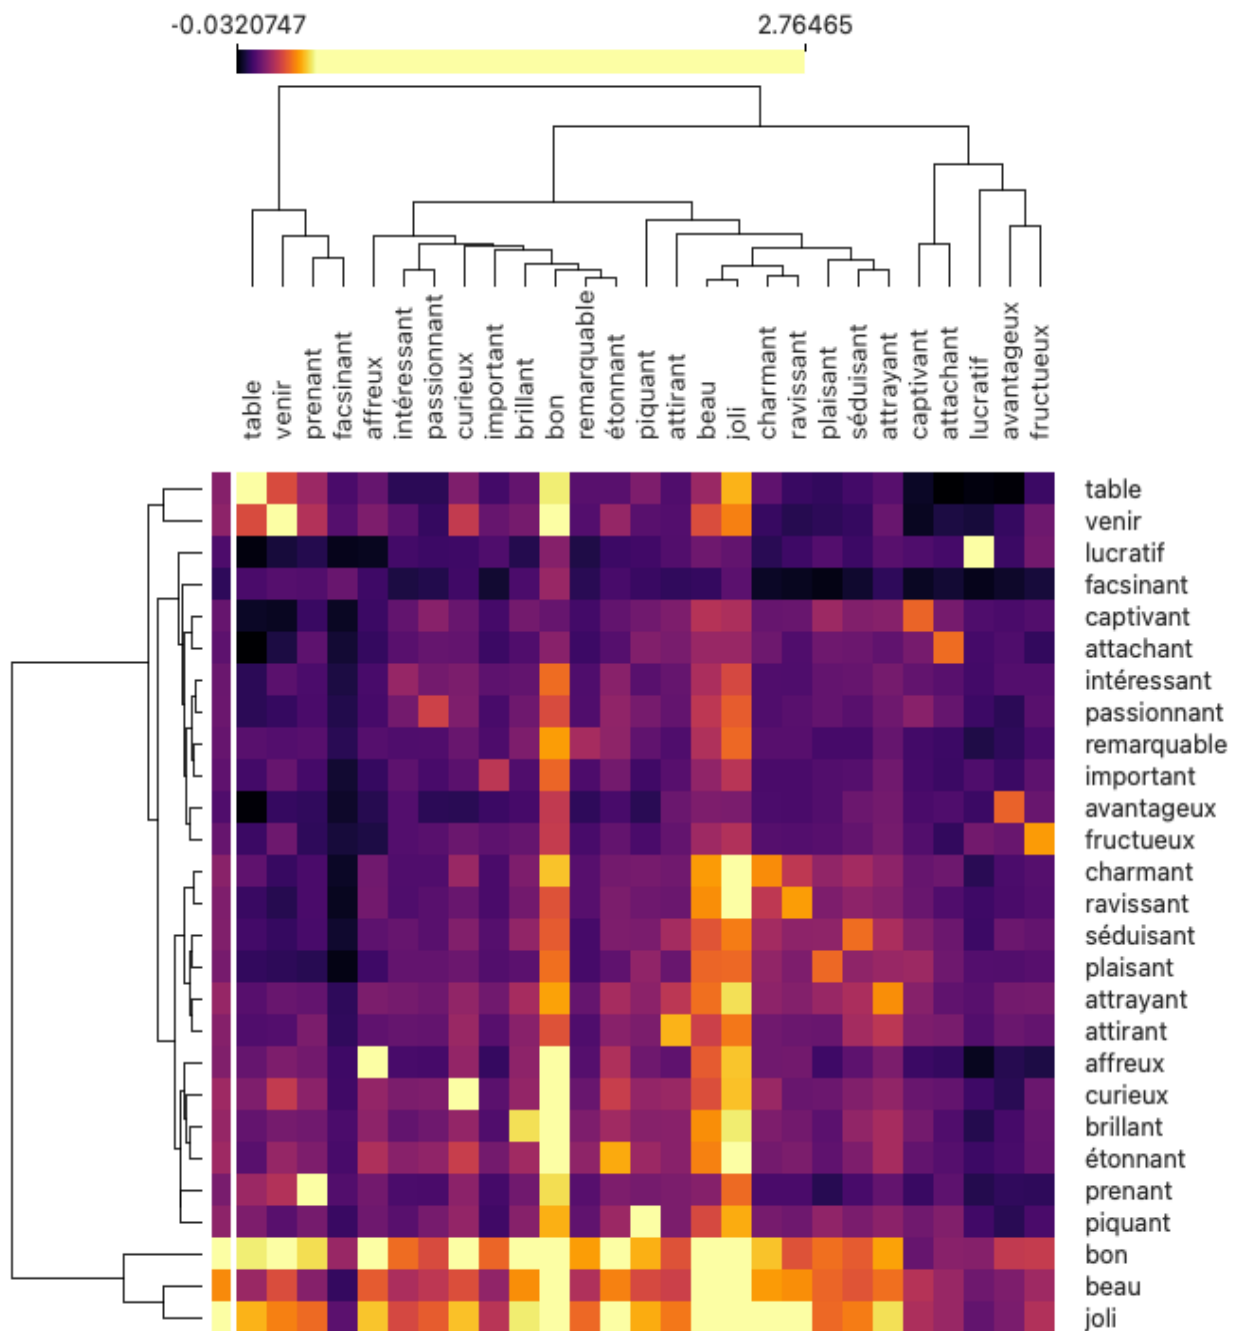 -0.0320747 2.76465
table
venir
prenant
facsinant
affreux
intéressant
passionnant
curieux
important
brillant
bon
remarquable
étonnant
piquant
attirant
beau
joli
charmant
ravissant
plaisant
séduisant
attrayant
captivant
attachant
lucratif
avantageux
fructueux
table
venir
lucratif
facsinant
captivant
attachant
intéressant
passionnant
remarquable
important
avantageux
fructueux
charmant
ravissant
séduisant
plaisant
attrayant
attirant
affreux
curieux
brillant
étonnant
prenant
piquant
bon
beau
joli